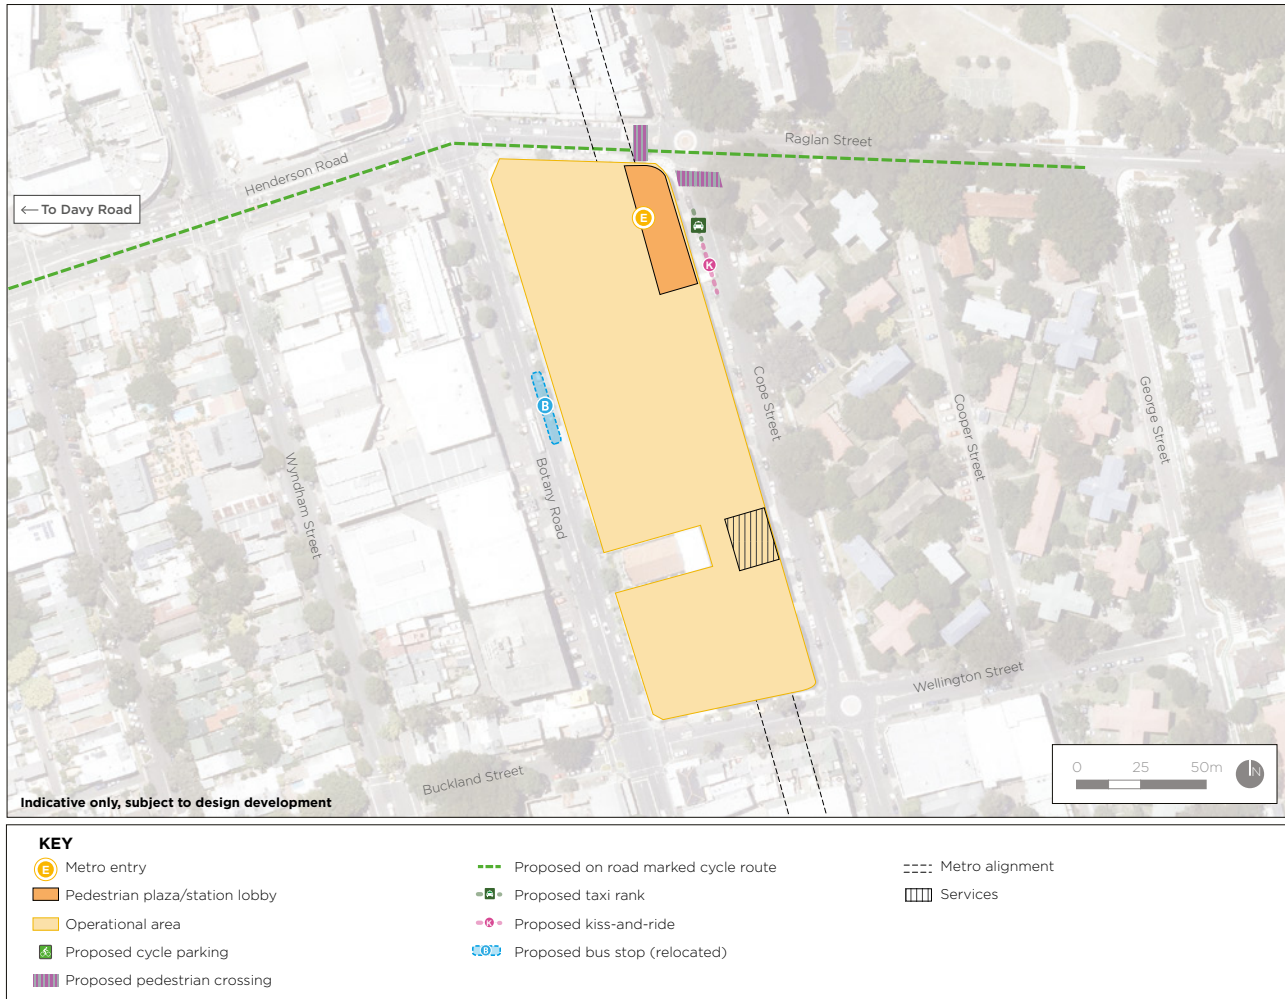 Raglan Street
Henderson Road
← To Davy Road
E
K
B
Cope Street
George Street
Cooper Street
Wyndham Street
Botany Road
Wellington Street
Buckland Street
0 25 50m
N
Indicative only, subject to design development
KEY
E Metro entry
Pedestrian plaza/station lobby
Operational area
Proposed cycle parking
Proposed pedestrian crossing
Proposed on road marked cycle route
Proposed taxi rank
K Proposed kiss-and-ride
B Proposed bus stop (relocated)
Metro alignment
Services